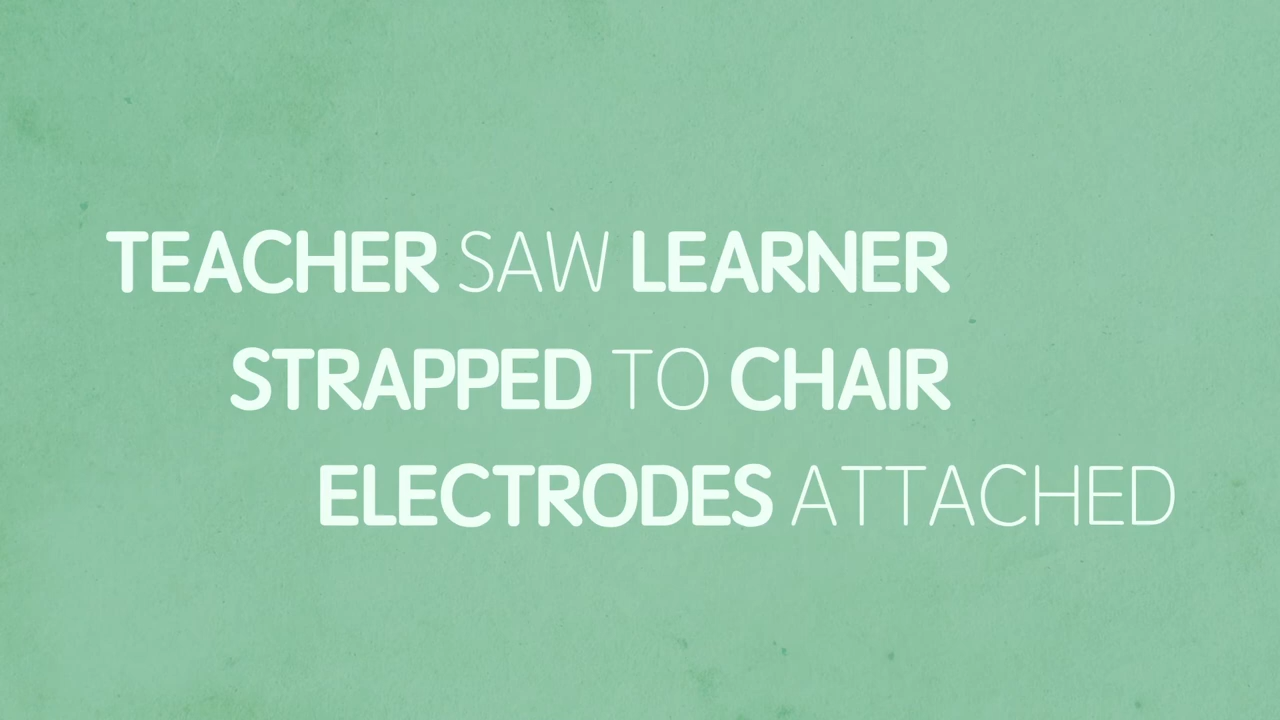 TEACHER SAW LEARNER
STRAPPED TO CHAIR
ELECTRODES ATTACHED